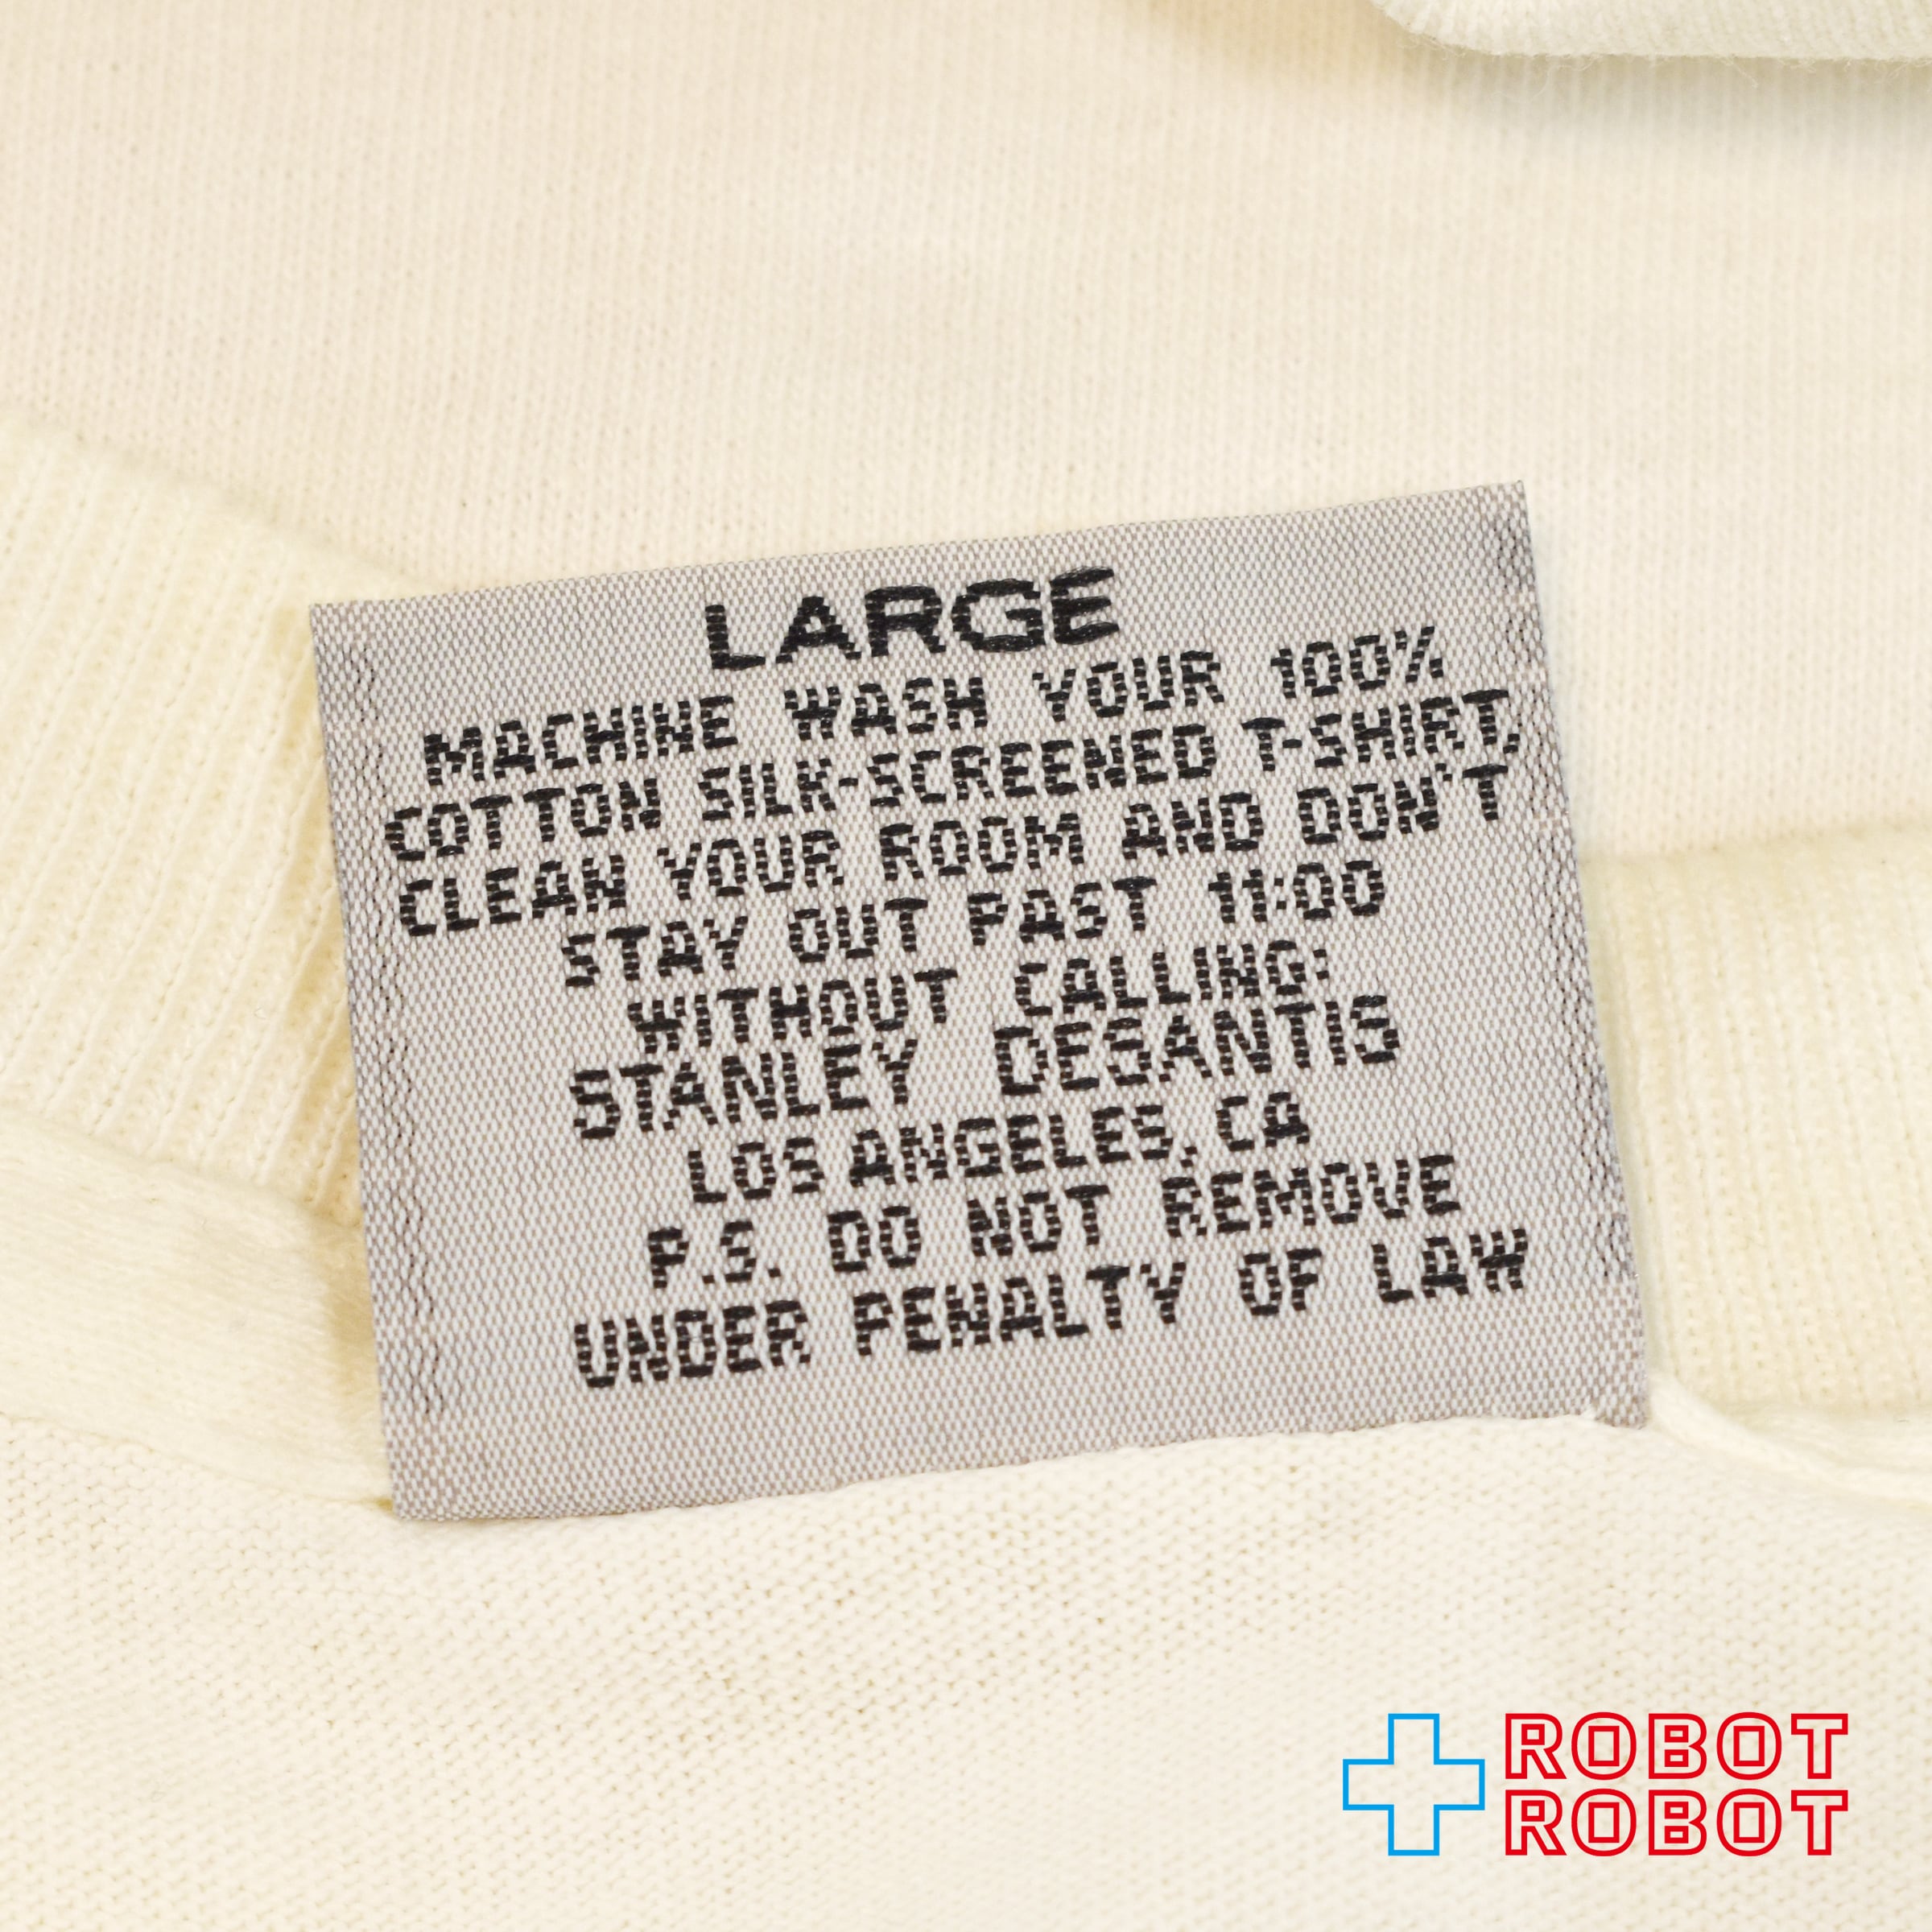 LARGE
MACHINE WASH YOUR 100%
COTTON SILK-SCREENED T-SHIRT,
CLEAN YOUR ROOM AND DON'T
STAY OUT PAST 11:00
WITHOUT CALLING:
STANLEY DESANTIS
LOS ANGELES, CA
P.S. DO NOT REMOVE
UNDER PENALTY OF LAW
ROBOT
ROBOT